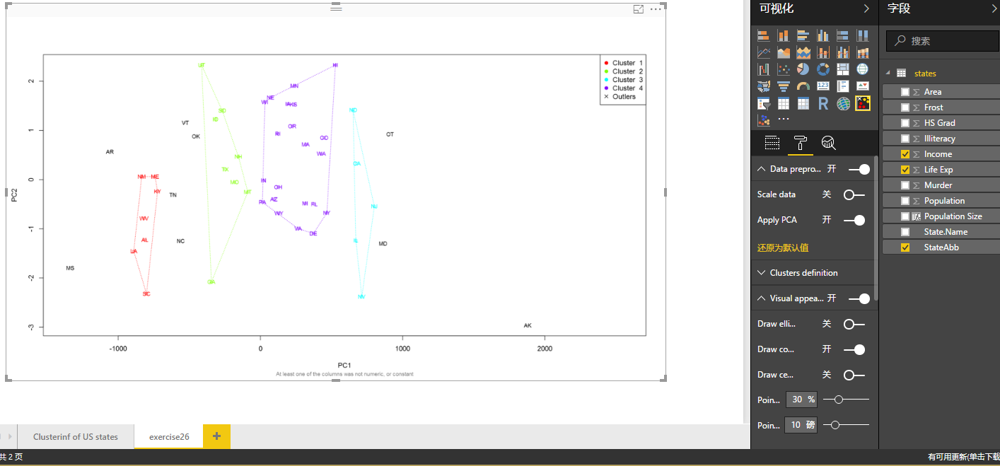 可视化
字段
搜索
states
Area
Frost
HS Grad
Illiteracy
Income
Life Exp
Murder
Population
Population Size
State.Name
StateAbb
Data prepro... 开
Scale data 关
Apply PCA 开
还原为默认值
Clusters definition
Visual appea... 开
Draw elli... 关
Draw co... 开
Draw ce... 关
Poin... 30 %
Poin... 10 磅
Cluster 1
Cluster 2
Cluster 3
Cluster 4
Outlers
UT
HI
MN
NE
WI
IA KS
SD
ID
ND
VT
OK
OR
RI
CO
CT
MA
WA
AR
NH
TX
CA
NM ME
MO
IN
KY
TN
MT
OH
AZ
PA
MI FL
NJ
WY
NY
WV
VA
DE
AL
NC
IL
MD
LA
MS
GA
SC
NV
AK
2
1
0
-1
-2
-3
PC2
-1000 0 1000 2000
PC1
At least one of the columns was not numeric, or constant
Clusterinf of US states
exercise26
+
共 2 页
有可用更新(单击下载